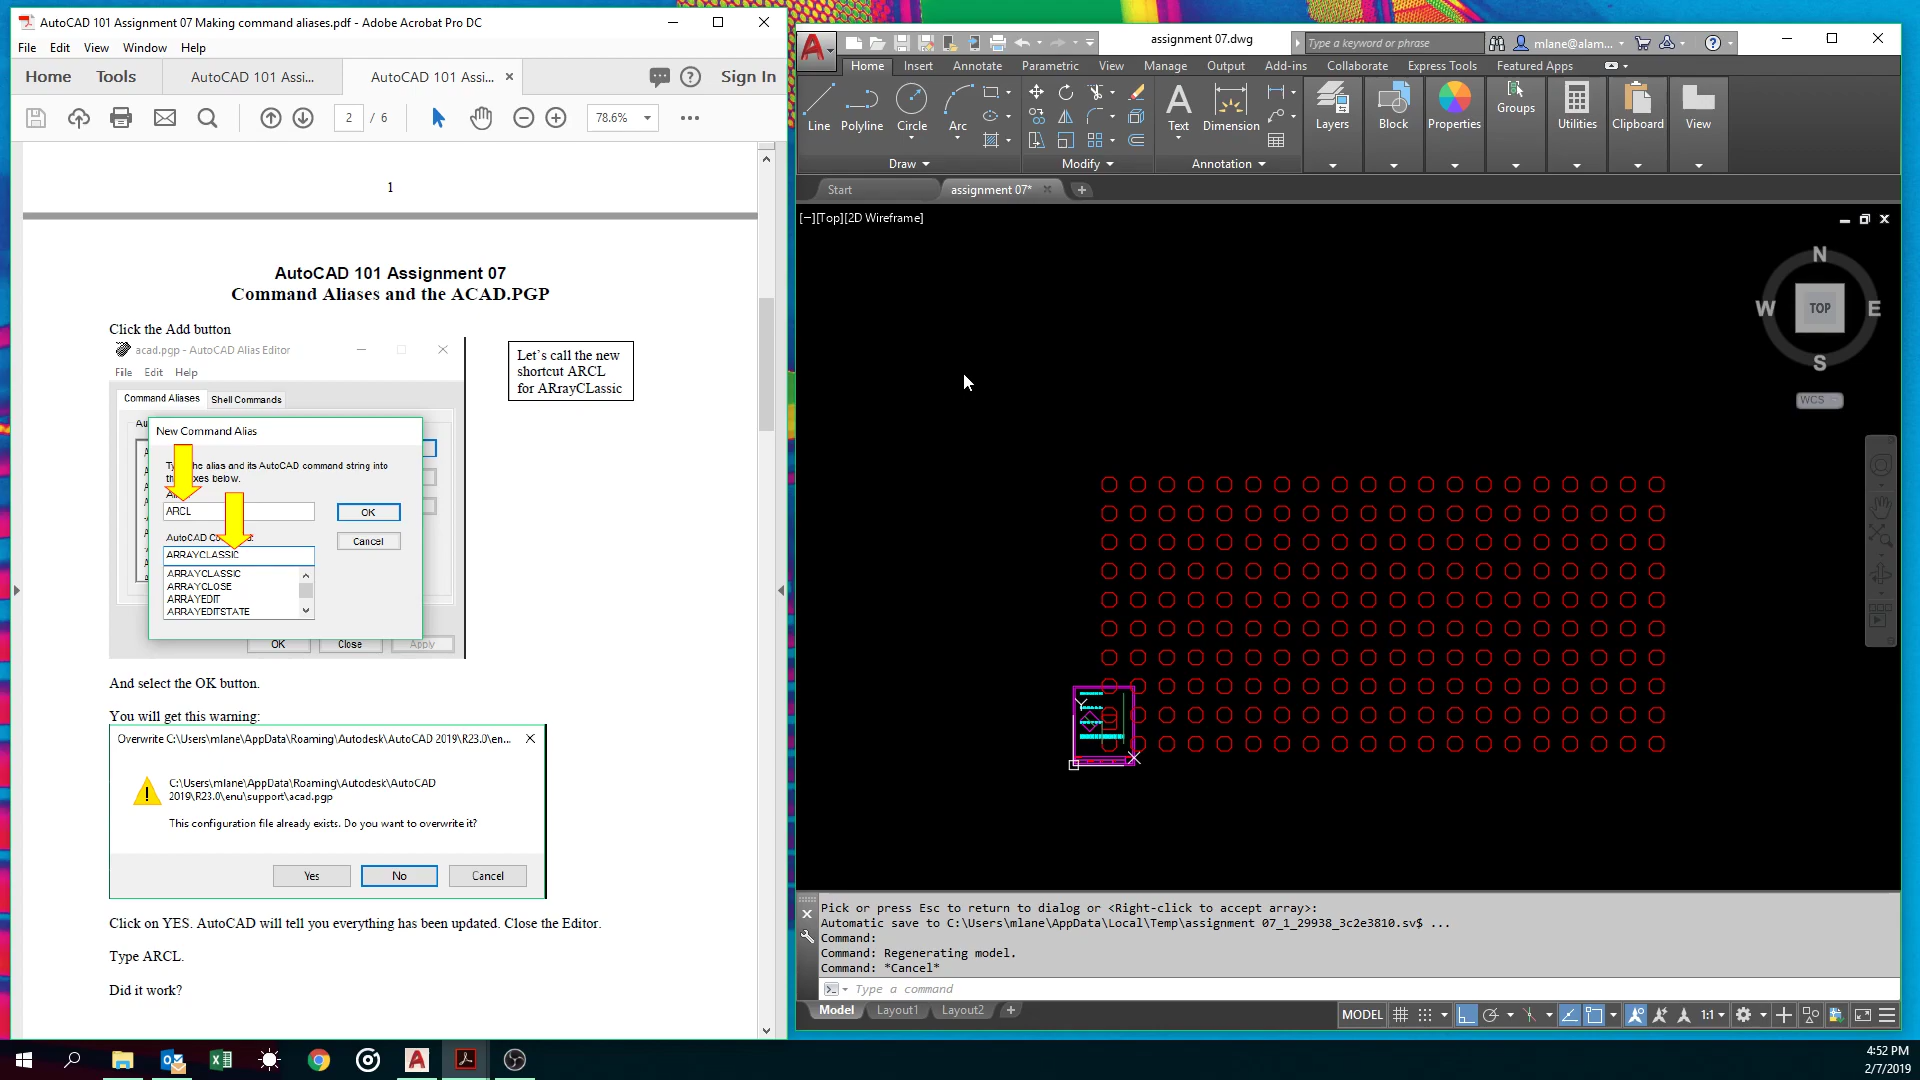 AutoCAD 101 Assignment 07 Making command aliases.pdf - Adobe Acrobat Pro DC
File Edit View Window Help
Home Tools AutoCAD 101 Assi... AutoCAD 101 Assi... × Sign In
2 / 6 78.6%
1
AutoCAD 101 Assignment 07
Command Aliases and the ACAD.PGP
Click the Add button
acad.pgp - AutoCAD Alias Editor
File Edit Help
Command Aliases Shell Commands
New Command Alias
the alias and its AutoCAD command string into
the boxes below.
ARCL
OK
AutoCAD
ARRAYCLASSIC
Cancel
ARRAYCLASSIC
ARRAYCLOSE
ARRAYEDIT
ARRAYEDITSTATE
OK Close Apply
Let's call the new
shortcut ARCL
for ARrayCLassic
And select the OK button.
You will get this warning:
Overwrite C:\Users\mlane\AppData\Roaming\Autodesk\AutoCAD 2019\R23.0\en...
C:\Users\mlane\AppData\Roaming\Autodesk\AutoCAD
2019\R23.0\enu\support\acad.pgp
This configuration file already exists. Do you want to overwrite it?
Yes No Cancel
Click on YES. AutoCAD will tell you everything has been updated. Close the Editor.
Type ARCL.
Did it work?
assignment 07.dwg
Type a keyword or phrase
mlane@alam...
Home Insert Annotate Parametric View Manage Output Add-ins Collaborate Express Tools Featured Apps
Line Polyline Circle Arc Text Dimension Layers Block Properties Groups Utilities Clipboard View
Draw Modify Annotation
Start assignment 07*
[−][Top][2D Wireframe]
N
W TOP E
S
WCS
Y
X
Pick or press Esc to return to dialog or <Right-click to accept array>:
Automatic save to C:\Users\mlane\AppData\Local\Temp\assignment 07_1_29938_3c2e3810.sv$ ...
Command:
Command: Regenerating model.
Command: *Cancel*
Type a command
Model Layout1 Layout2 +
MODEL 1:1
4:52 PM
2/7/2019